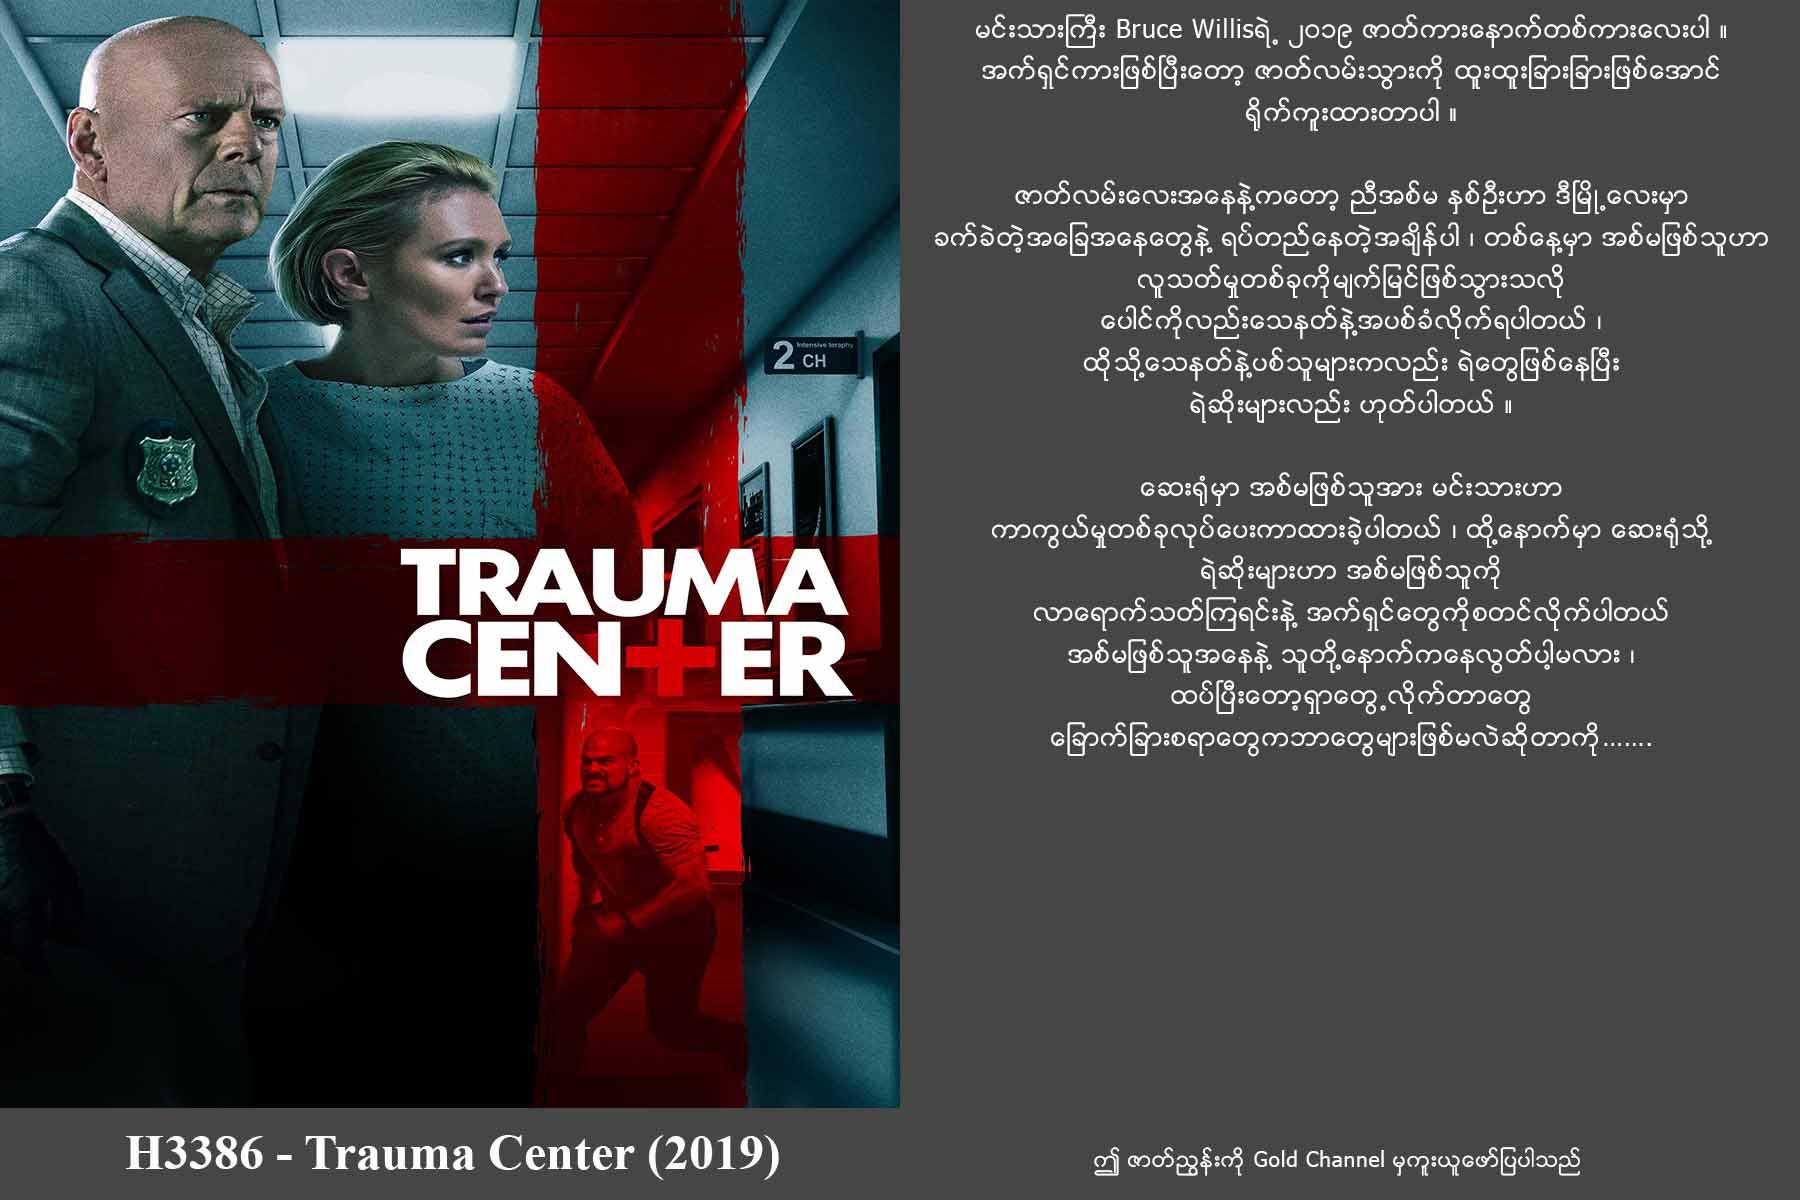 မင်းသားကြီး Bruce Willisရဲ့ ၂၀၁၉ ဇာတ်ကားနောက်တစ်ကားလေးပါ ။
အက်ရှင်ကားဖြစ်ပြီးတော့ ဇာတ်လမ်းသွားကို ထူးထူးခြားခြားဖြစ်အောင်
ရိုက်ကူးထားတာပါ ။
ဇာတ်လမ်းလေးအနေနဲ့ကတော့ ညီအစ်မ နှစ်ဦးဟာ ဒီမြို့လေးမှာ
ခက်ခဲတဲ့အခြေအနေတွေနဲ့ ရပ်တည်နေတဲ့အချိန်ပါ ၊ တစ်နေ့မှာ အစ်မဖြစ်သူဟာ
လူသတ်မှုတစ်ခုကိုမျက်မြင်ဖြစ်သွားသလို
ပေါင်ကိုလည်းသေနတ်နဲ့အပစ်ခံလိုက်ရပါတယ် ၊
ထိုသို့သေနတ်နဲ့ပစ်သူများကလည်း ရဲတွေဖြစ်နေပြီး
ရဲဆိုးများလည်း ဟုတ်ပါတယ် ။
ဆေးရုံမှာ အစ်မဖြစ်သူအား မင်းသားဟာ
ကာကွယ်မှုတစ်ခုလုပ်ပေးကာထားခဲ့ပါတယ် ၊ ထို့နောက်မှာ ဆေးရုံသို့
ရဲဆိုးများဟာ အစ်မဖြစ်သူကို
လာရောက်သတ်ကြရင်းနဲ့ အက်ရှင်တွေကိုစတင်လိုက်ပါတယ်
အစ်မဖြစ်သူအနေနဲ့ သူတို့နောက်ကနေလွတ်ပါ့မလား ၊
ထပ်ပြီးတော့ရှာတွေ့လိုက်တာတွေ
ခြောက်ခြားစရာတွေကဘာတွေများဖြစ်မလဲဆိုတာကို.......
2 Intensive teraphy
CH
TRAUMA
CENTER
H3386 - Trauma Center (2019)
ဤ ဇာတ်ညွှန်းကို Gold Channel မှကူးယူဖော်ပြပါသည်